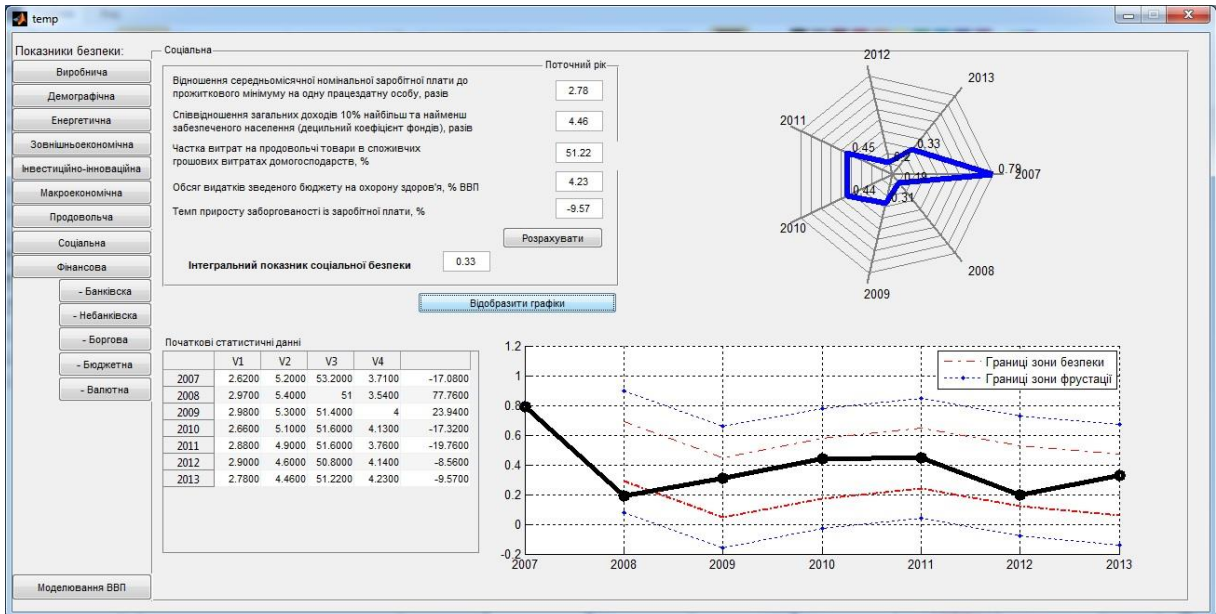 temp
Показники безпеки:
Виробнича
Демографічна
Енергетична
Зовнішньоекономічна
Інвестиційно-інноваційна
Макроекономічна
Продовольча
Соціальна
Фінансова
- Банківска
- Небанківска
- Боргова
- Бюджетна
- Валютна
Моделювання ВВП
Соціальна
Поточний рік
Відношення середньомісячної номінальної заробітної плати до
прожиткового мінімуму на одну працездатну особу, разів
2.78
Співвідношення загальних доходів 10% найбільш та найменш
забезпеченого населення (децильний коефіцієнт фондів), разів
4.46
Частка витрат на продовольчі товари в споживчих
грошових витратах домогосподарств, %
51.22
Обсяг видатків зведеного бюджету на охорону здоров'я, % ВВП
4.23
Темп приросту заборгованості із заробітної плати, %
-9.57
Розрахувати
Інтегральний показник соціальної безпеки
0.33
Відобразити графіки
2012
2013
2011
0.45
0.33
0.2
0.79
2007
0.19
0.44
0.31
2010
2008
2009
Початкові статистичні данні
V1 V2 V3 V4
2007 2.6200 5.2000 53.2000 3.7100 -17.0800
2008 2.9700 5.4000 51 3.5400 77.7600
2009 2.9800 5.3000 51.4000 4 23.9400
2010 2.6600 5.1000 51.6000 4.1300 -17.3200
2011 2.8800 4.9000 51.6000 3.7600 -19.7600
2012 2.9000 4.6000 50.8000 4.1400 -8.5600
2013 2.7800 4.4600 51.2200 4.2300 -9.5700
1.2
1
0.8
0.6
0.4
0.2
0
-0.2
Границі зони безпеки
Границі зони фрустації
2007 2008 2009 2010 2011 2012 2013